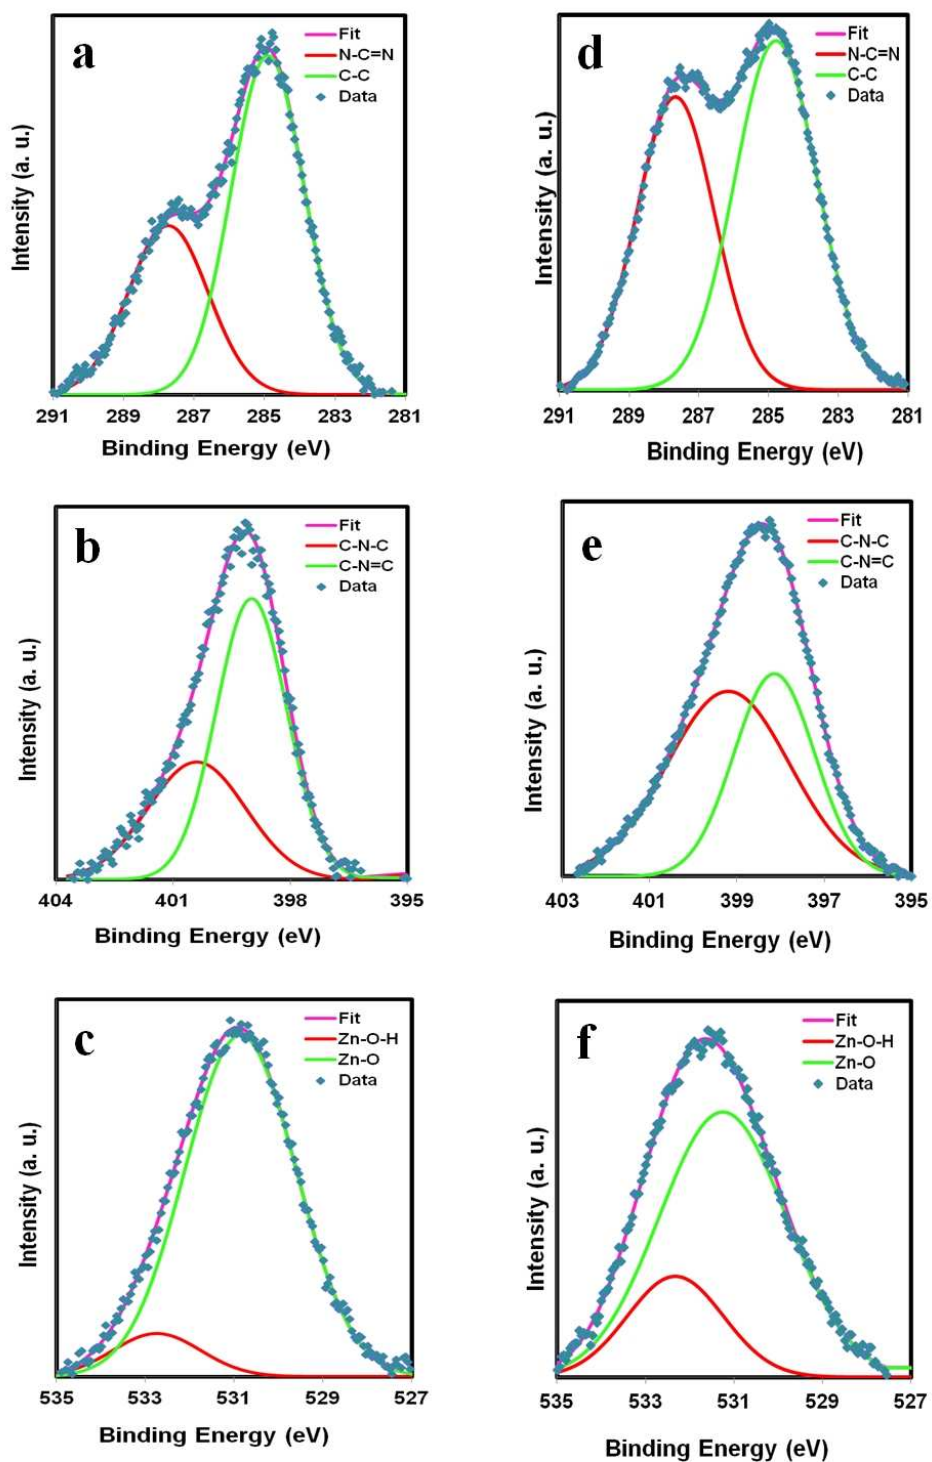 a
Fit
N-C=N
C-C
Data
Intensity (a. u.)
291 289 287 285 283 281
Binding Energy (eV)
d
Fit
N-C=N
C-C
Data
Intensity (a. u.)
291 289 287 285 283 281
Binding Energy (eV)
b
Fit
C-N-C
C-N=C
Data
Intensity (a. u.)
404 401 398 395
Binding Energy (eV)
e
Fit
C-N-C
C-N=C
Data
Intensity (a. u.)
403 401 399 397 395
Binding Energy (eV)
c
Fit
Zn-O-H
Zn-O
Data
Intensity (a. u.)
535 533 531 529 527
Binding Energy (eV)
f
Fit
Zn-O-H
Zn-O
Data
Intensity (a. u.)
535 533 531 529 527
Binding Energy (eV)